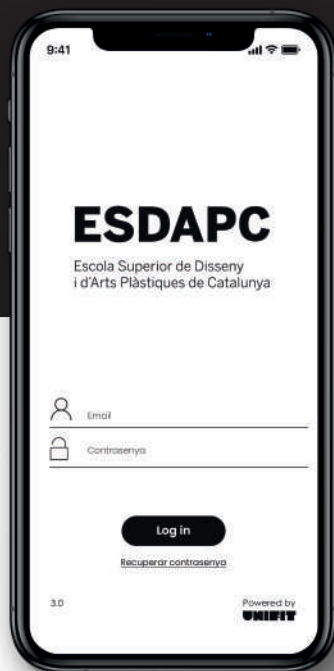 9:41
ESDAPC
Escola Superior de Disseny
i d'Arts Plàstiques de Catalunya
Email
Contrasenya
Log in
Recuperar contrasenya
3.0
Powered by
UNIFIT